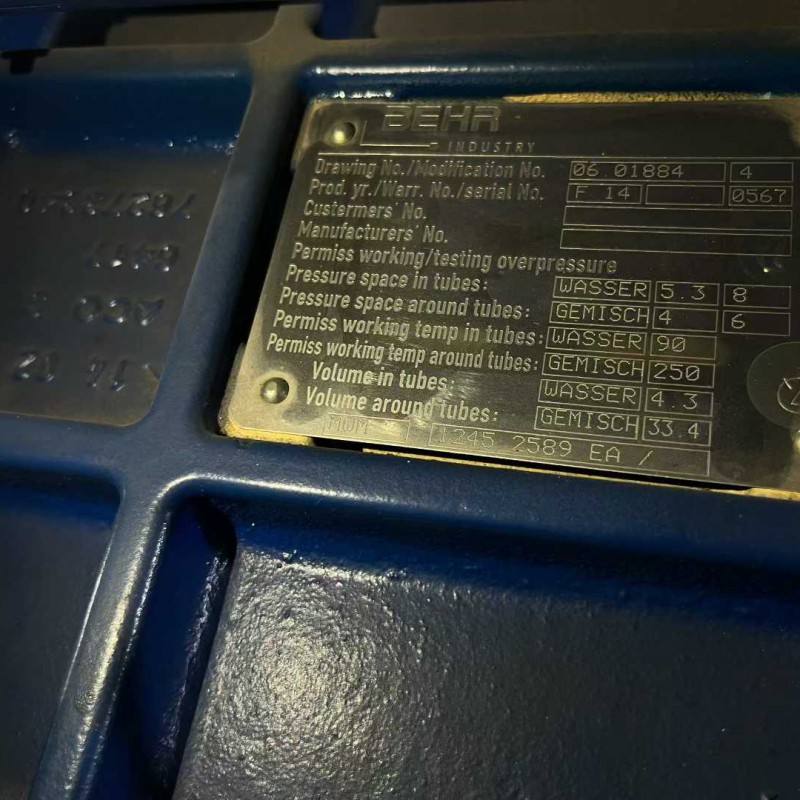 BEHR
INDUSTRY
Drawing No./Modification No. 06.01884 4
Prod. yr./Warr. No./serial No. F 14 0567
Custermers' No.
Manufacturers' No.
Permiss working/testing overpressure
Pressure space in tubes: WASSER 5.3 8
Pressure space around tubes: GEMISCH 4 6
Permiss working temp in tubes: WASSER 90
Permiss working temp around tubes: GEMISCH 250
Volume in tubes: WASSER 4.3
Volume around tubes: GEMISCH 33.4
MWM 1245 2589 EA /